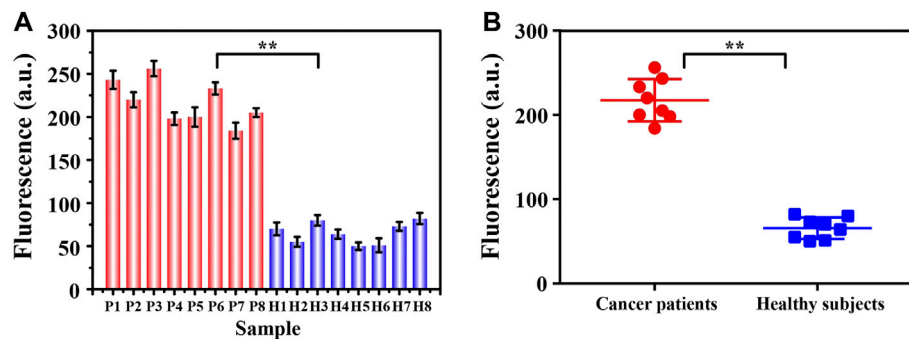 A
Fluorescence (a.u.)
300
250
200
150
100
50
0
**
P1 P2 P3 P4 P5 P6 P7 P8 H1 H2 H3 H4 H5 H6 H7 H8
Sample
B
Fluorescence (a.u.)
300
200
100
0
**
Cancer patients Healthy subjects